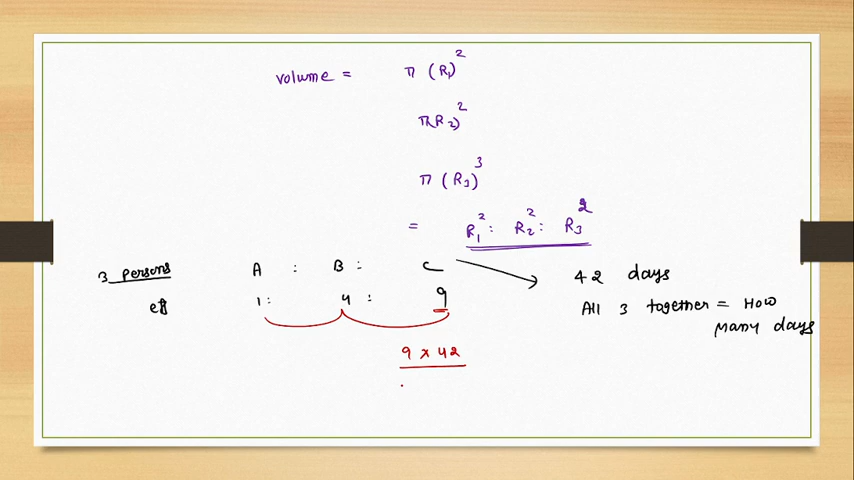 volume = π (R1)²
π(R2)²
π (R3)³
= R1² : R2² : R3²
3 persons A : B : C 42 days
eff 1 : 4 : 9 All 3 together = How many days
9 x 42